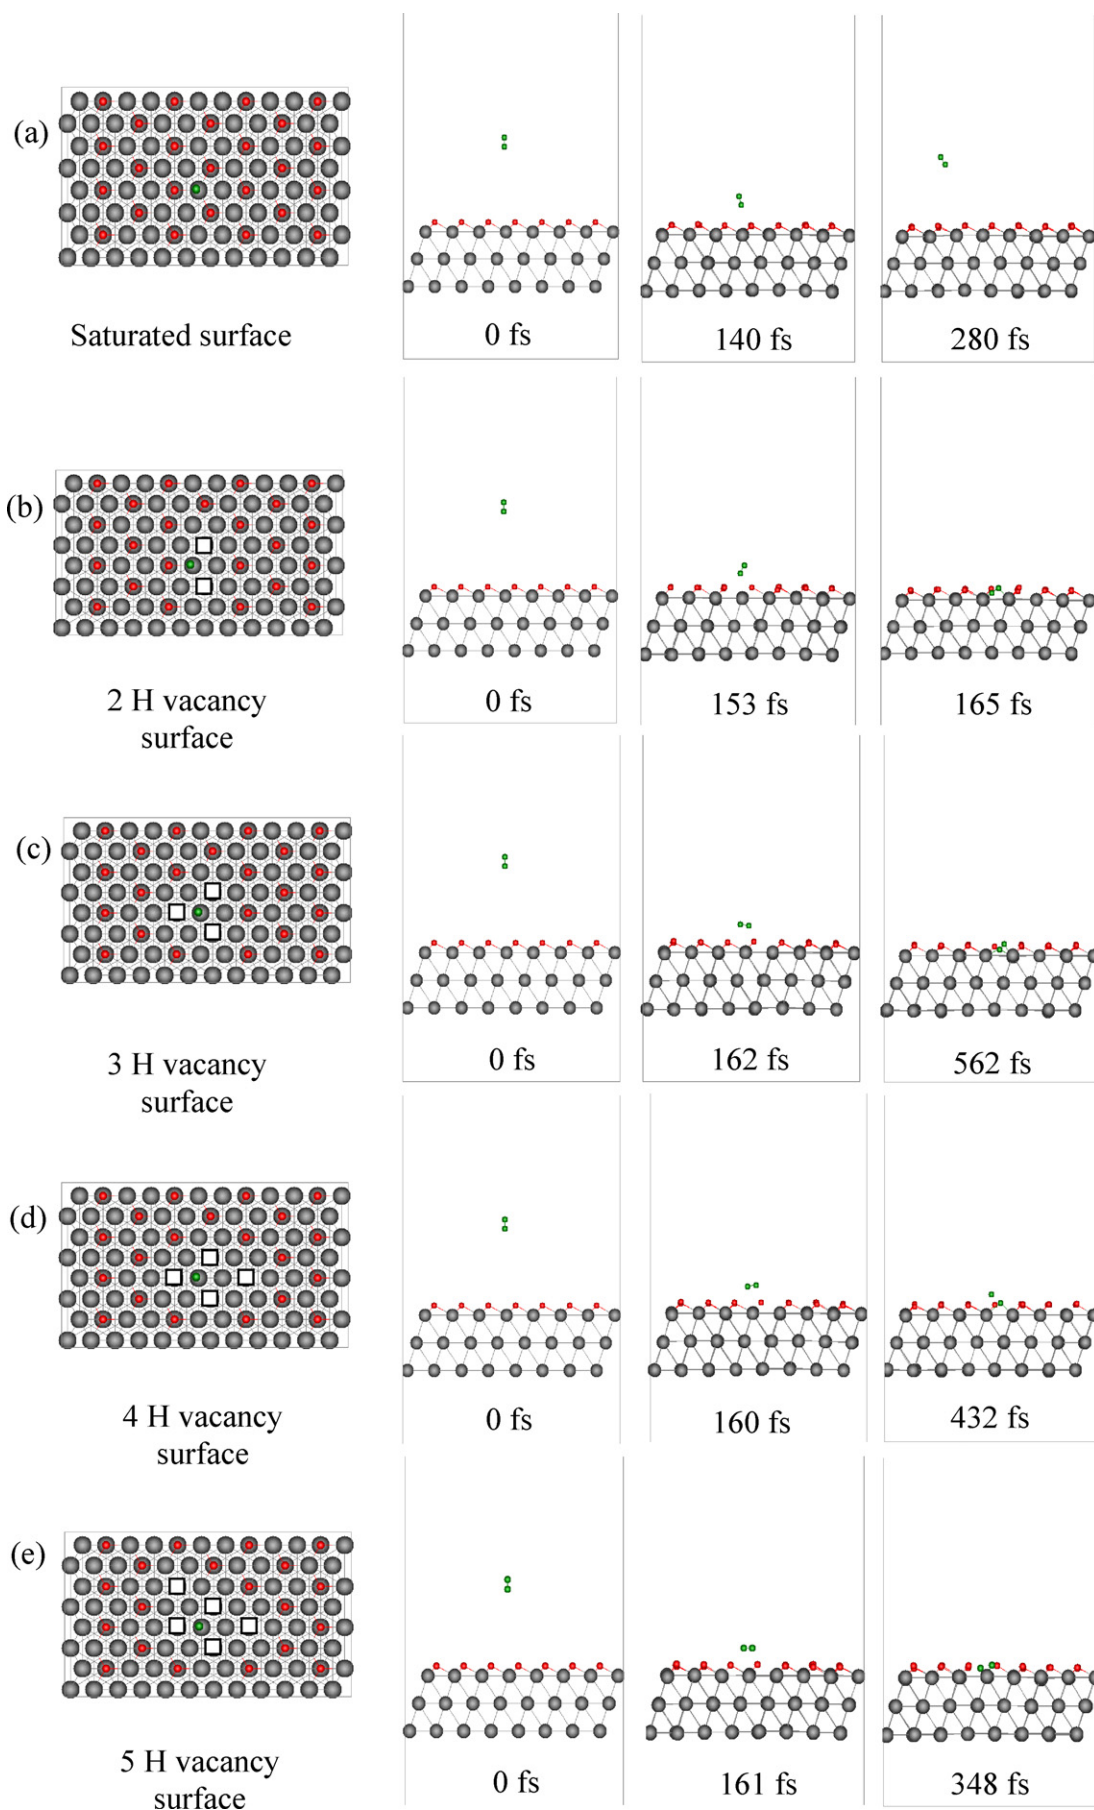 (a)
Saturated surface
0 fs
140 fs
280 fs
(b)
2 H vacancy
surface
0 fs
153 fs
165 fs
(c)
3 H vacancy
surface
0 fs
162 fs
562 fs
(d)
4 H vacancy
surface
0 fs
160 fs
432 fs
(e)
5 H vacancy
surface
0 fs
161 fs
348 fs